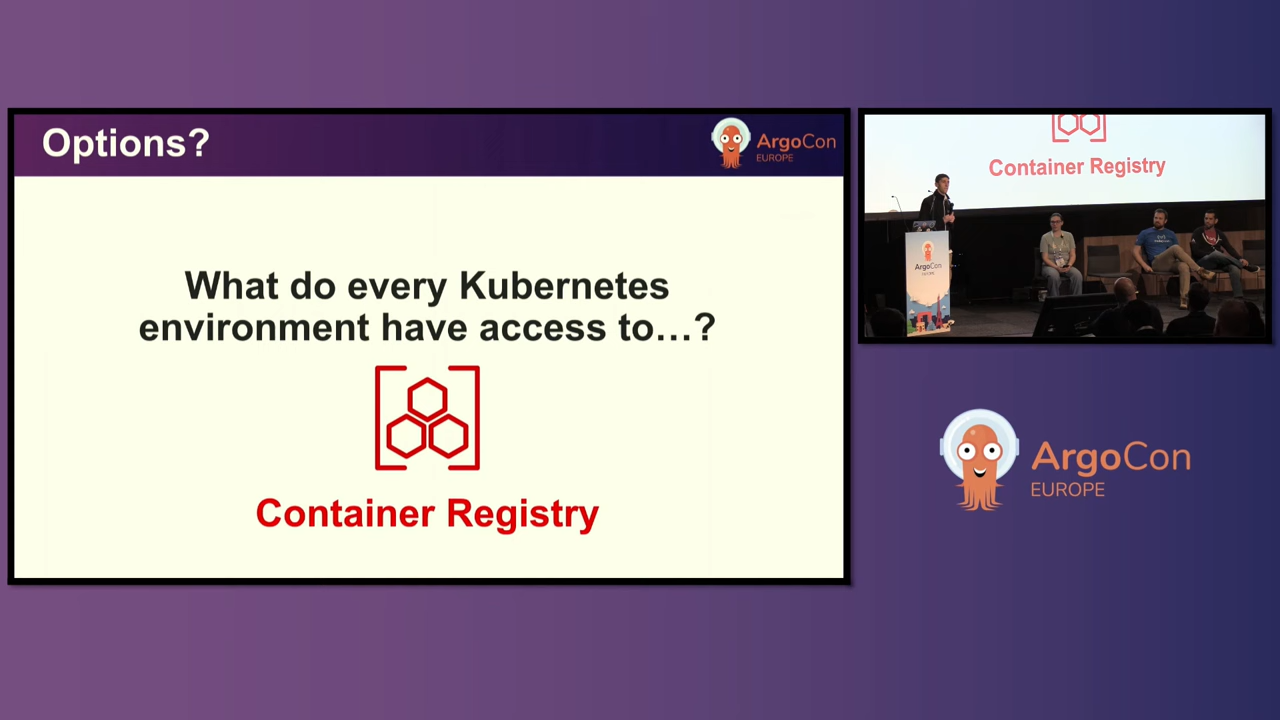 Options?
ArgoCon
EUROPE
What do every Kubernetes
environment have access to…?
Container Registry
Container Registry
ArgoCon
ArgoCon
EUROPE